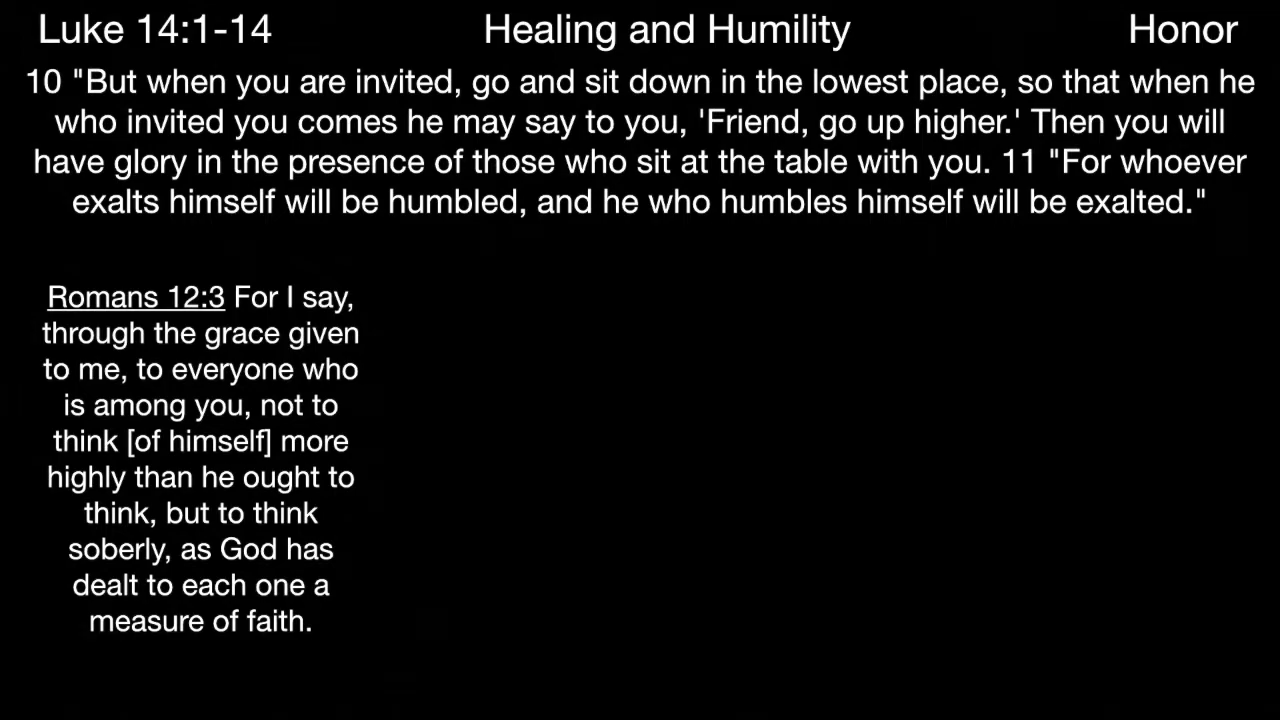 Luke 14:1-14 Healing and Humility Honor
10 "But when you are invited, go and sit down in the lowest place, so that when he
who invited you comes he may say to you, 'Friend, go up higher.' Then you will
have glory in the presence of those who sit at the table with you. 11 "For whoever
exalts himself will be humbled, and he who humbles himself will be exalted."
Romans 12:3 For I say,
through the grace given
to me, to everyone who
is among you, not to
think [of himself] more
highly than he ought to
think, but to think
soberly, as God has
dealt to each one a
measure of faith.